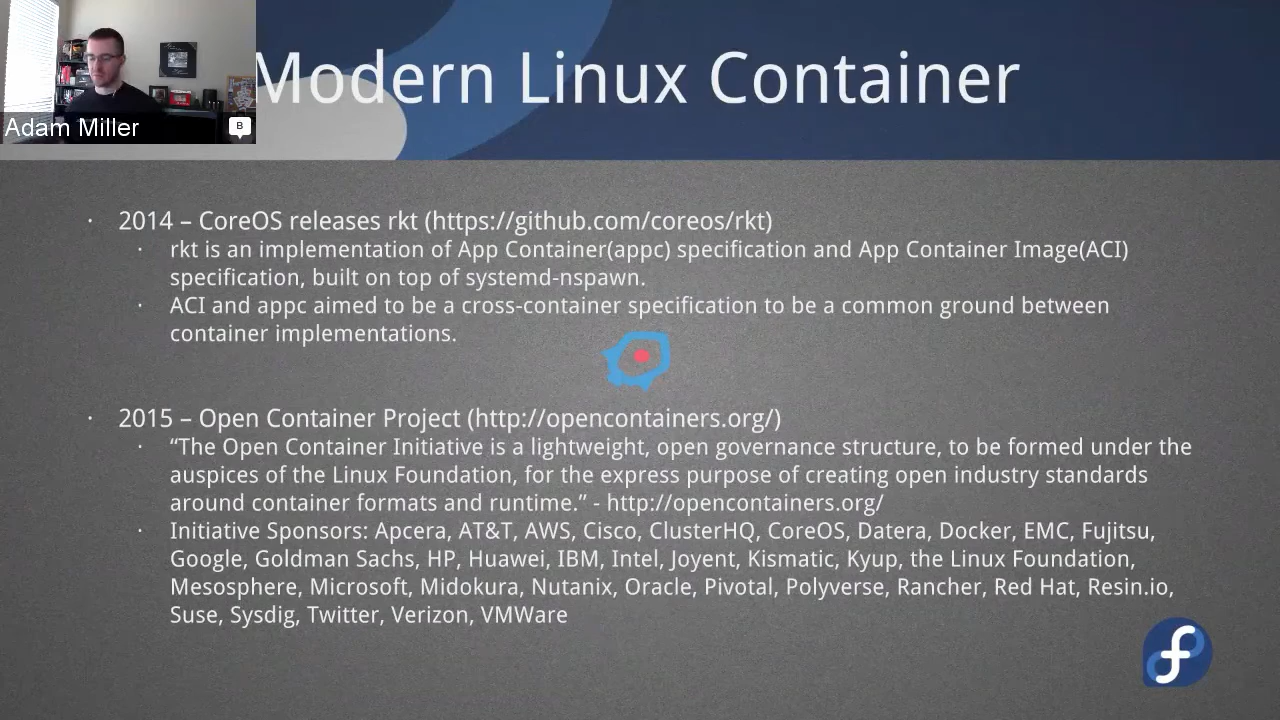 Modern Linux Container
Adam Miller
B
· 2014 – CoreOS releases rkt (https://github.com/coreos/rkt)
· rkt is an implementation of App Container(appc) specification and App Container Image(ACI)
specification, built on top of systemd-nspawn.
· ACI and appc aimed to be a cross-container specification to be a common ground between
container implementations.
· 2015 – Open Container Project (http://opencontainers.org/)
· “The Open Container Initiative is a lightweight, open governance structure, to be formed under the
auspices of the Linux Foundation, for the express purpose of creating open industry standards
around container formats and runtime.” - http://opencontainers.org/
· Initiative Sponsors: Apcera, AT&T, AWS, Cisco, ClusterHQ, CoreOS, Datera, Docker, EMC, Fujitsu,
Google, Goldman Sachs, HP, Huawei, IBM, Intel, Joyent, Kismatic, Kyup, the Linux Foundation,
Mesosphere, Microsoft, Midokura, Nutanix, Oracle, Pivotal, Polyverse, Rancher, Red Hat, Resin.io,
Suse, Sysdig, Twitter, Verizon, VMWare